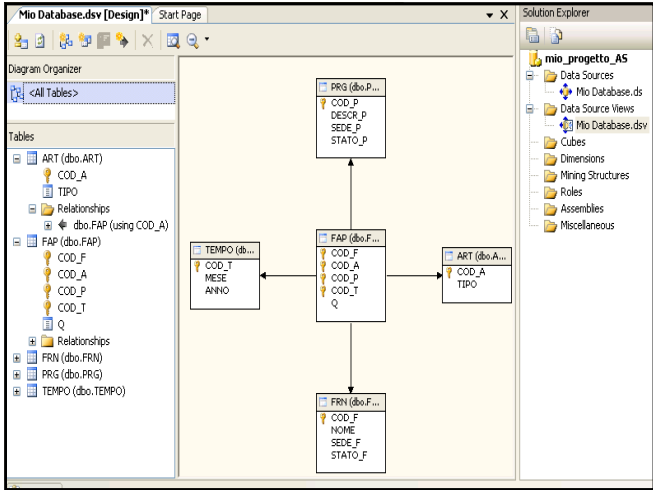 Mio Database.dsv [Design]* Start Page
Diagram Organizer
<All Tables>
Tables
ART (dbo.ART)
COD_A
TIPO
Relationships
dbo.FAP (using COD_A)
FAP (dbo.FAP)
COD_F
COD_A
COD_P
COD_T
Q
Relationships
FRN (dbo.FRN)
PRG (dbo.PRG)
TEMPO (dbo.TEMPO)
PRG (dbo.P...
COD_P
DESCR_P
SEDE_P
STATO_P
TEMPO (db...
COD_T
MESE
ANNO
FAP (dbo.F...
COD_F
COD_A
COD_P
COD_T
Q
ART (dbo.A...
COD_A
TIPO
FRN (dbo.F...
COD_F
NOME
SEDE_F
STATO_F
Solution Explorer
mio_progetto_AS
Data Sources
Mio Database.ds
Data Source Views
Mio Database.dsv
Cubes
Dimensions
Mining Structures
Roles
Assemblies
Miscellaneous